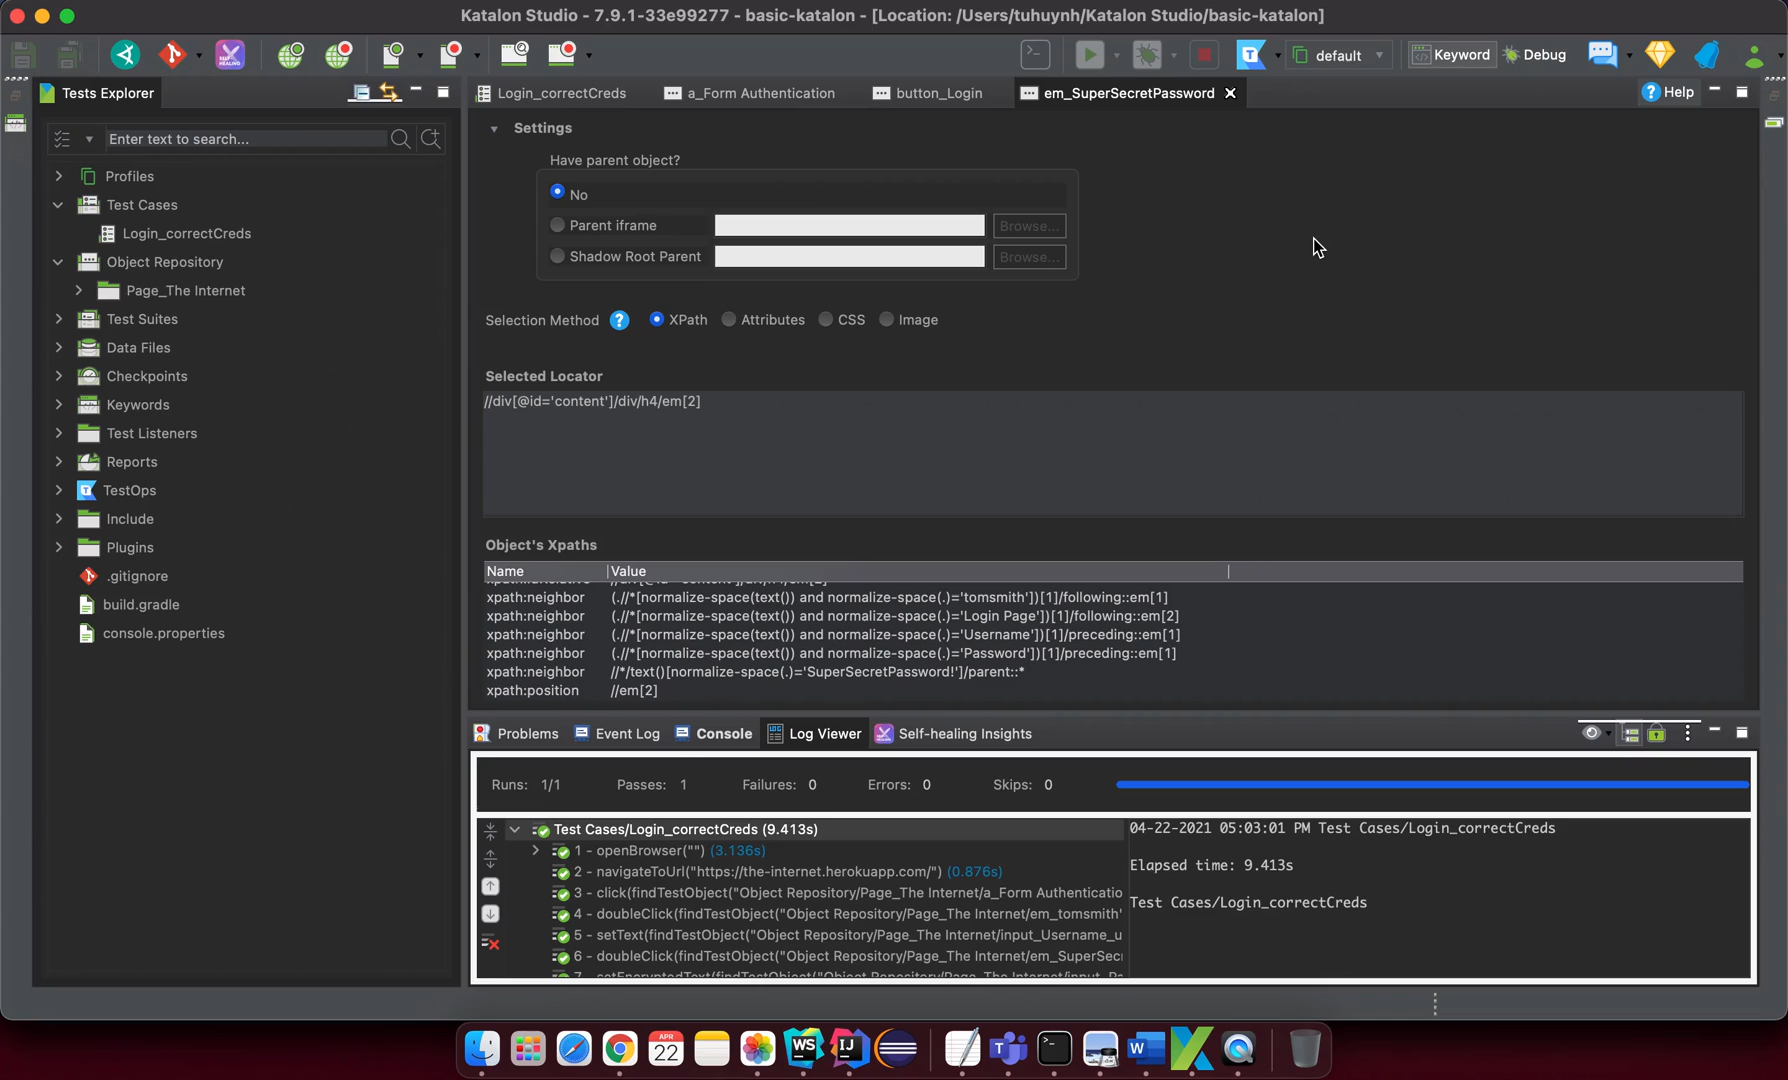 Katalon Studio - 7.9.1-33e99277 - basic-katalon - [Location: /Users/tuhuynh/Katalon Studio/basic-katalon]
SELF HEALING
default
Keyword
Debug
Tests Explorer
Login_correctCreds
a_Form Authentication
button_Login
em_SuperSecretPassword
Help
Enter text to search...
Profiles
Test Cases
Login_correctCreds
Object Repository
Page_The Internet
Test Suites
Data Files
Checkpoints
Keywords
Test Listeners
Reports
TestOps
Include
Plugins
.gitignore
build.gradle
console.properties
Settings
Have parent object?
No
Parent iframe
Browse...
Shadow Root Parent
Browse...
Selection Method
XPath
Attributes
CSS
Image
Selected Locator
//div[@id='content']/div/h4/em[2]
Object's Xpaths
Name
Value
xpath:neighbor (.//*[normalize-space(text()) and normalize-space(.)='tomsmith'])[1]/following::em[1]
xpath:neighbor (.//*[normalize-space(text()) and normalize-space(.)='Login Page'])[1]/following::em[2]
xpath:neighbor (.//*[normalize-space(text()) and normalize-space(.)='Username'])[1]/preceding::em[1]
xpath:neighbor (.//*[normalize-space(text()) and normalize-space(.)='Password'])[1]/preceding::em[1]
xpath:neighbor //*/text()[normalize-space(.)='SuperSecretPassword!']/parent::*
xpath:position //em[2]
Problems
Event Log
Console
Log Viewer
Self-healing Insights
Runs: 1/1 Passes: 1 Failures: 0 Errors: 0 Skips: 0
Test Cases/Login_correctCreds (9.413s)
1 - openBrowser("") (3.136s)
2 - navigateToUrl("https://the-internet.herokuapp.com/") (0.876s)
3 - click(findTestObject("Object Repository/Page_The Internet/a_Form Authenticatio
4 - doubleClick(findTestObject("Object Repository/Page_The Internet/em_tomsmith"
5 - setText(findTestObject("Object Repository/Page_The Internet/input_Username_u
6 - doubleClick(findTestObject("Object Repository/Page_The Internet/em_SuperSecr
04-22-2021 05:03:01 PM Test Cases/Login_correctCreds
Elapsed time: 9.413s
Test Cases/Login_correctCreds
APR
22
WS
IJ
W